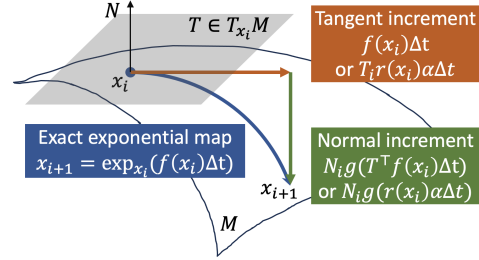 N
T ∈ T_{x_i}M
x_i
Tangent increment
f(x_i)Δt
or T_i r(x_i)αΔt
Exact exponential map
x_{i+1} = exp_{x_i}(f(x_i)Δt)
Normal increment
N_i g(T^⊤f(x_i)Δt)
or N_i g(r(x_i)αΔt)
x_{i+1}
M